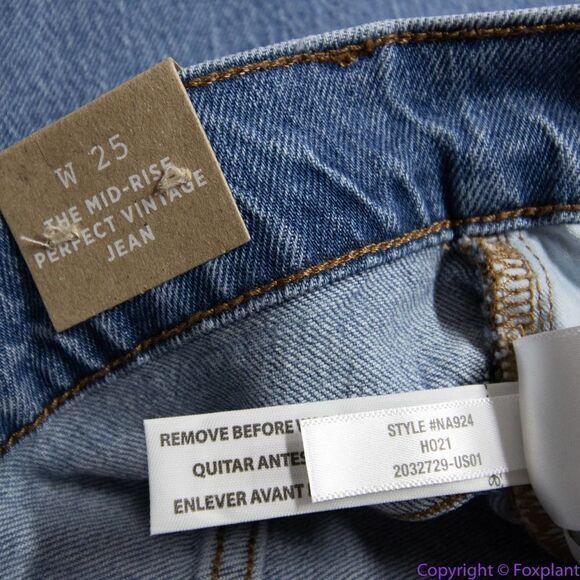 W 25
THE MID-RISE
PERFECT VINTAGE
JEAN
REMOVE BEFORE
QUITAR ANTES
ENLEVER AVANT
STYLE #NA924
HO21
2032729-US01
Copyright © Foxplant